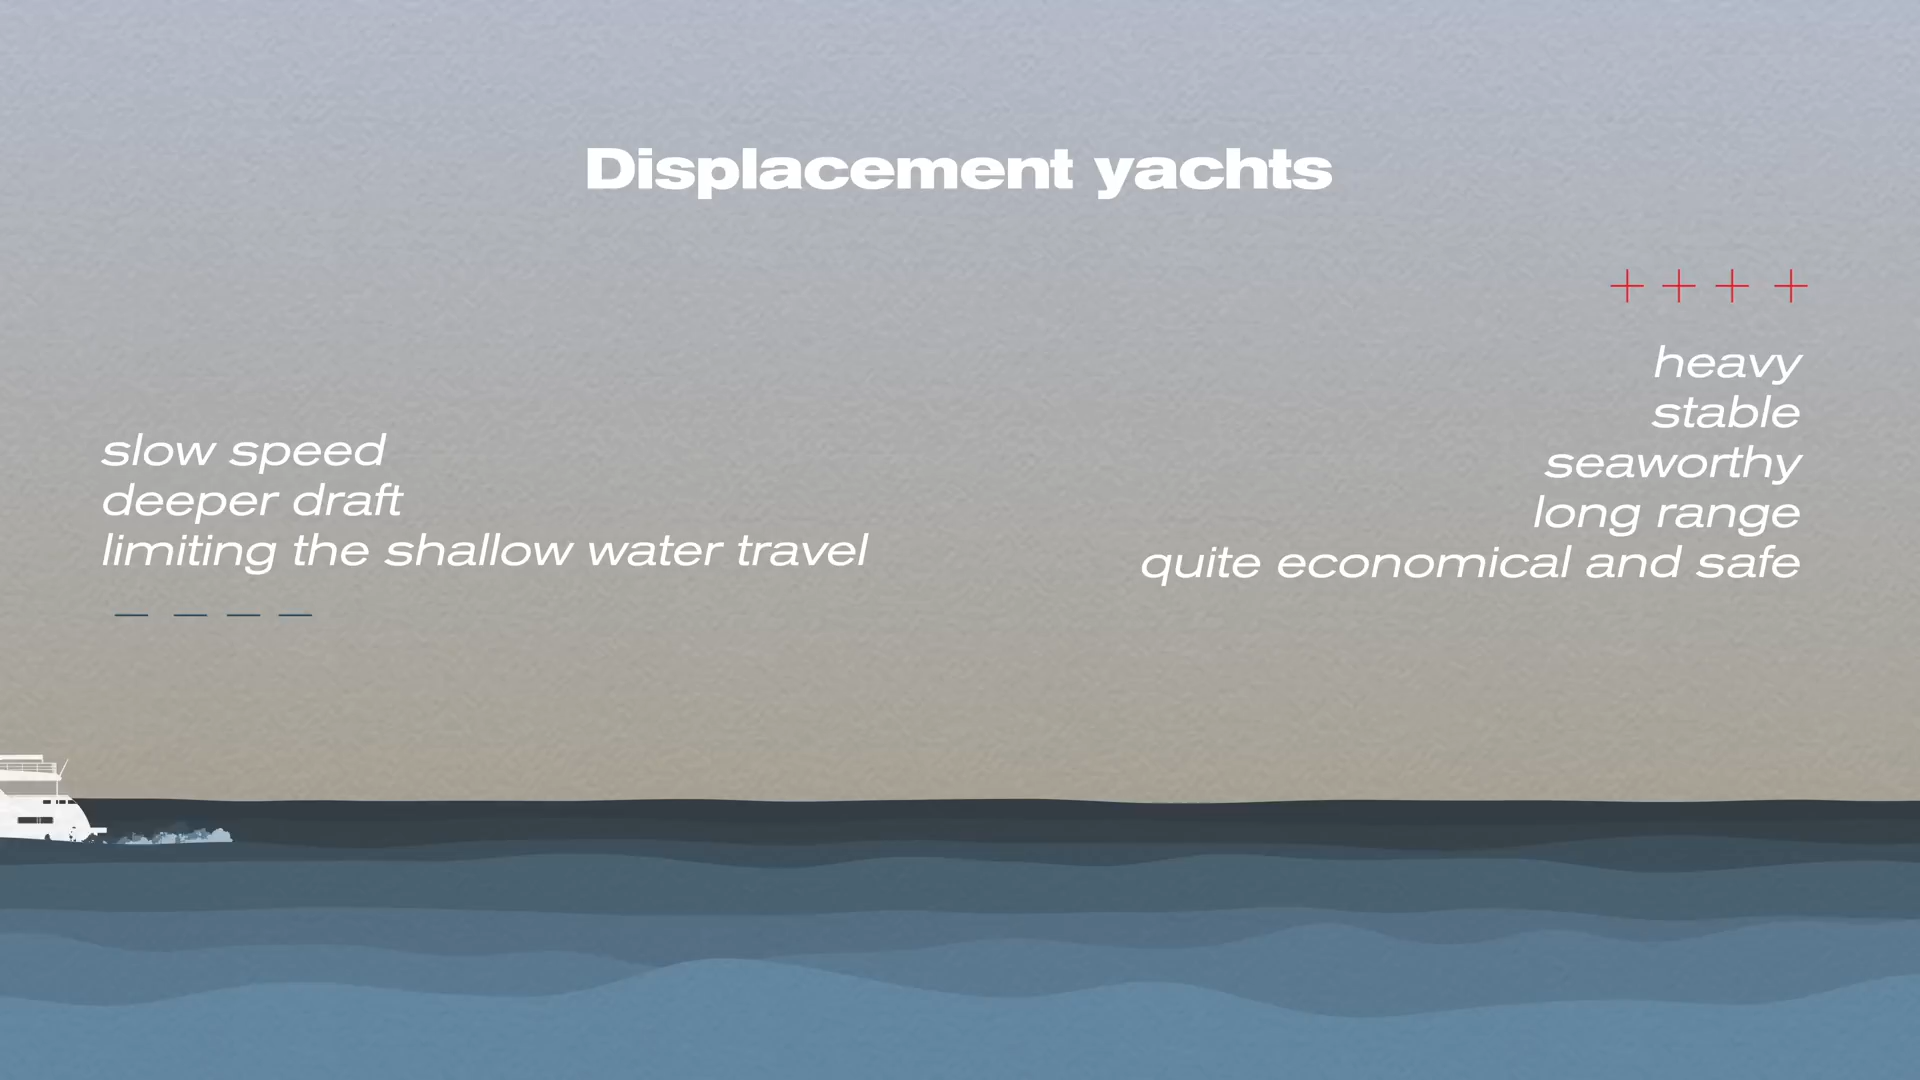 Displacement yachts
+ + + +
heavy
stable
seaworthy
long range
quite economical and safe
slow speed
deeper draft
limiting the shallow water travel
— — — —